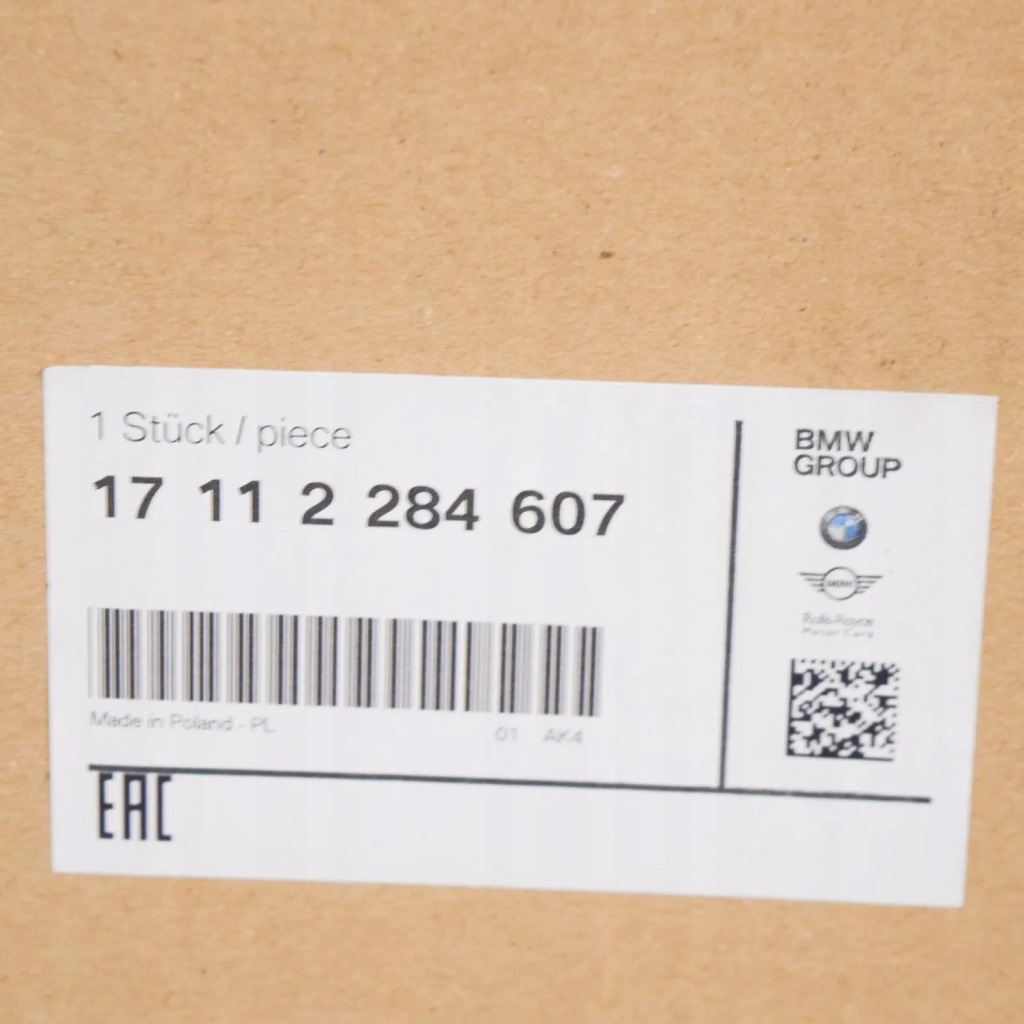 1 Stück / piece
17 11 2 284 607
Made in Poland - PL
01 AK4
EAC
BMW
GROUP
MINI
Rolls-Royce
Motor Cars